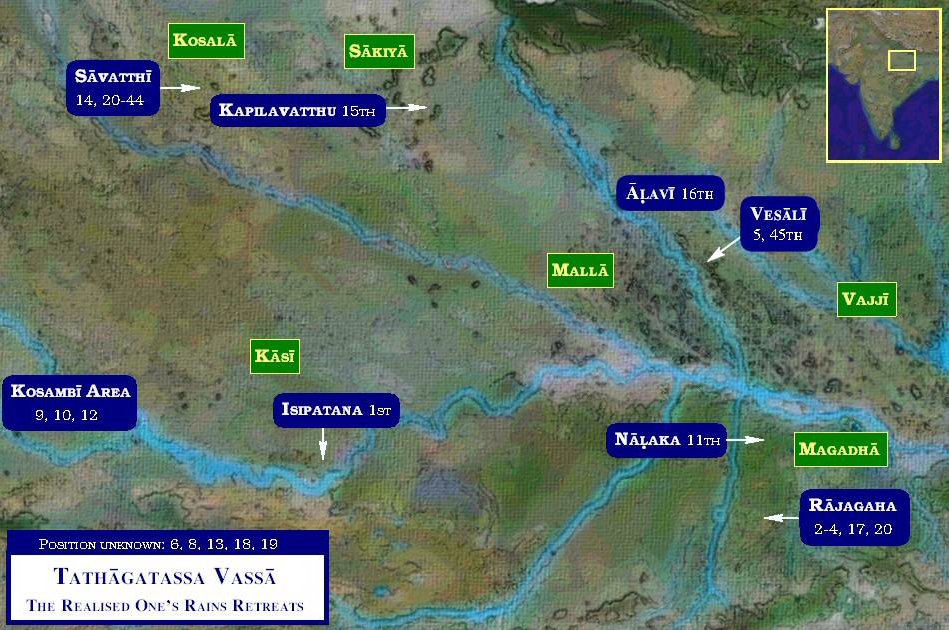 Kosalā
Sākiyā
Sāvatthī
14, 20-44
Kapilavatthu 15th
Āḷavī 16th
Vesālī
5, 45th
Mallā
Vajjī
Kāsī
Kosambī Area
9, 10, 12
Isipatana 1st
Nāḷaka 11th
Magadhā
Rājagaha
2-4, 17, 20
Position unknown: 6, 8, 13, 18, 19
Tathāgatassa Vassā
The Realised One's Rains Retreats